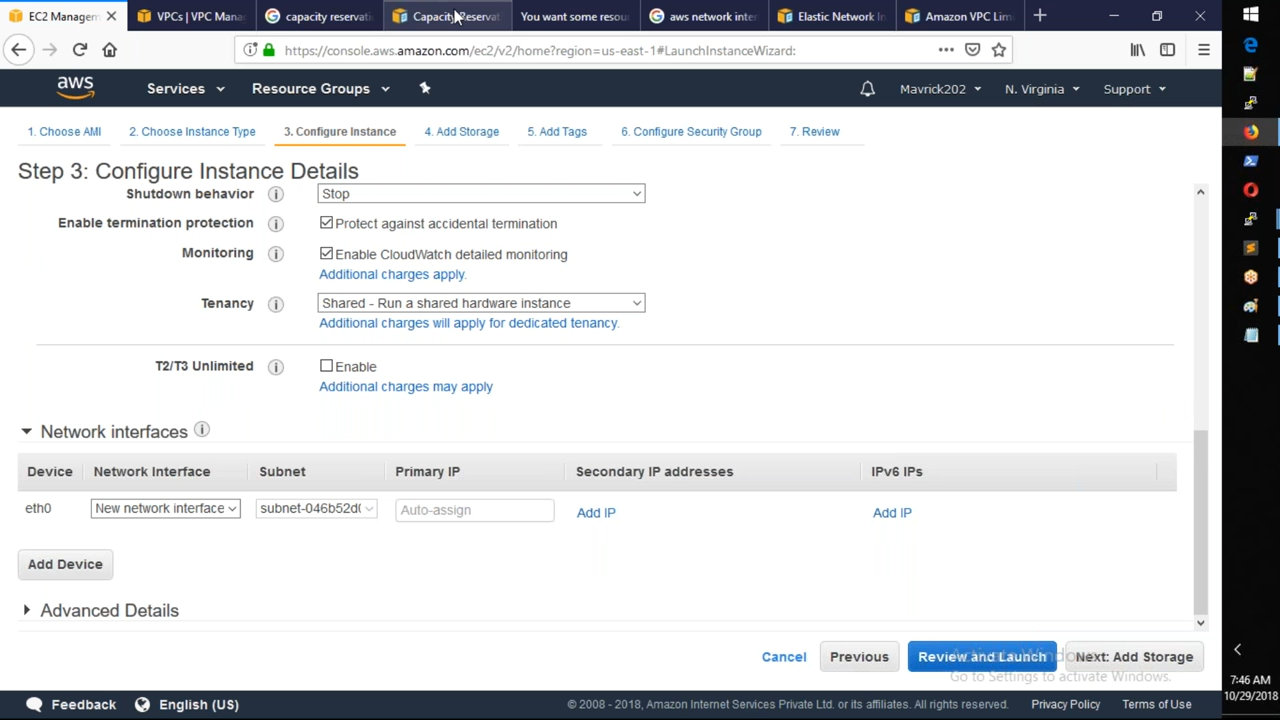 EC2 Managem
VPCs | VPC Mana
capacity reservati
Capacity Reservat
You want some resou
aws network inter
Elastic Network In
Amazon VPC Lim
https://console.aws.amazon.com/ec2/v2/home?region=us-east-1#LaunchInstanceWizard:
aws
Services
Resource Groups
Mavrick202
N. Virginia
Support
1. Choose AMI
2. Choose Instance Type
3. Configure Instance
4. Add Storage
5. Add Tags
6. Configure Security Group
7. Review
Step 3: Configure Instance Details
Shutdown behavior
Stop
Enable termination protection
Protect against accidental termination
Monitoring
Enable CloudWatch detailed monitoring
Additional charges apply.
Tenancy
Shared - Run a shared hardware instance
Additional charges will apply for dedicated tenancy.
T2/T3 Unlimited
Enable
Additional charges may apply
Network interfaces
Device
Network Interface
Subnet
Primary IP
Secondary IP addresses
IPv6 IPs
eth0
New network interface
subnet-046b52d(
Auto-assign
Add IP
Add IP
Add Device
Advanced Details
Cancel
Previous
Review and Launch
Next: Add Storage
Activate Windows
Go to Settings to activate Windows.
Feedback
English (US)
© 2008 - 2018, Amazon Internet Services Private Ltd. or its affiliates. All rights reserved.
Privacy Policy
Terms of Use
7:46 AM
10/29/2018